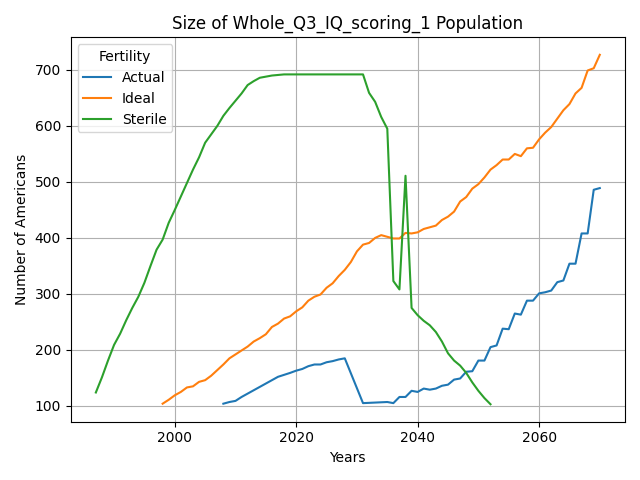 Size of Whole_Q3_IQ_scoring_1 Population
Fertility
Actual
Ideal
Sterile
Number of Americans
700
600
500
400
300
200
100
2000 2020 2040 2060
Years